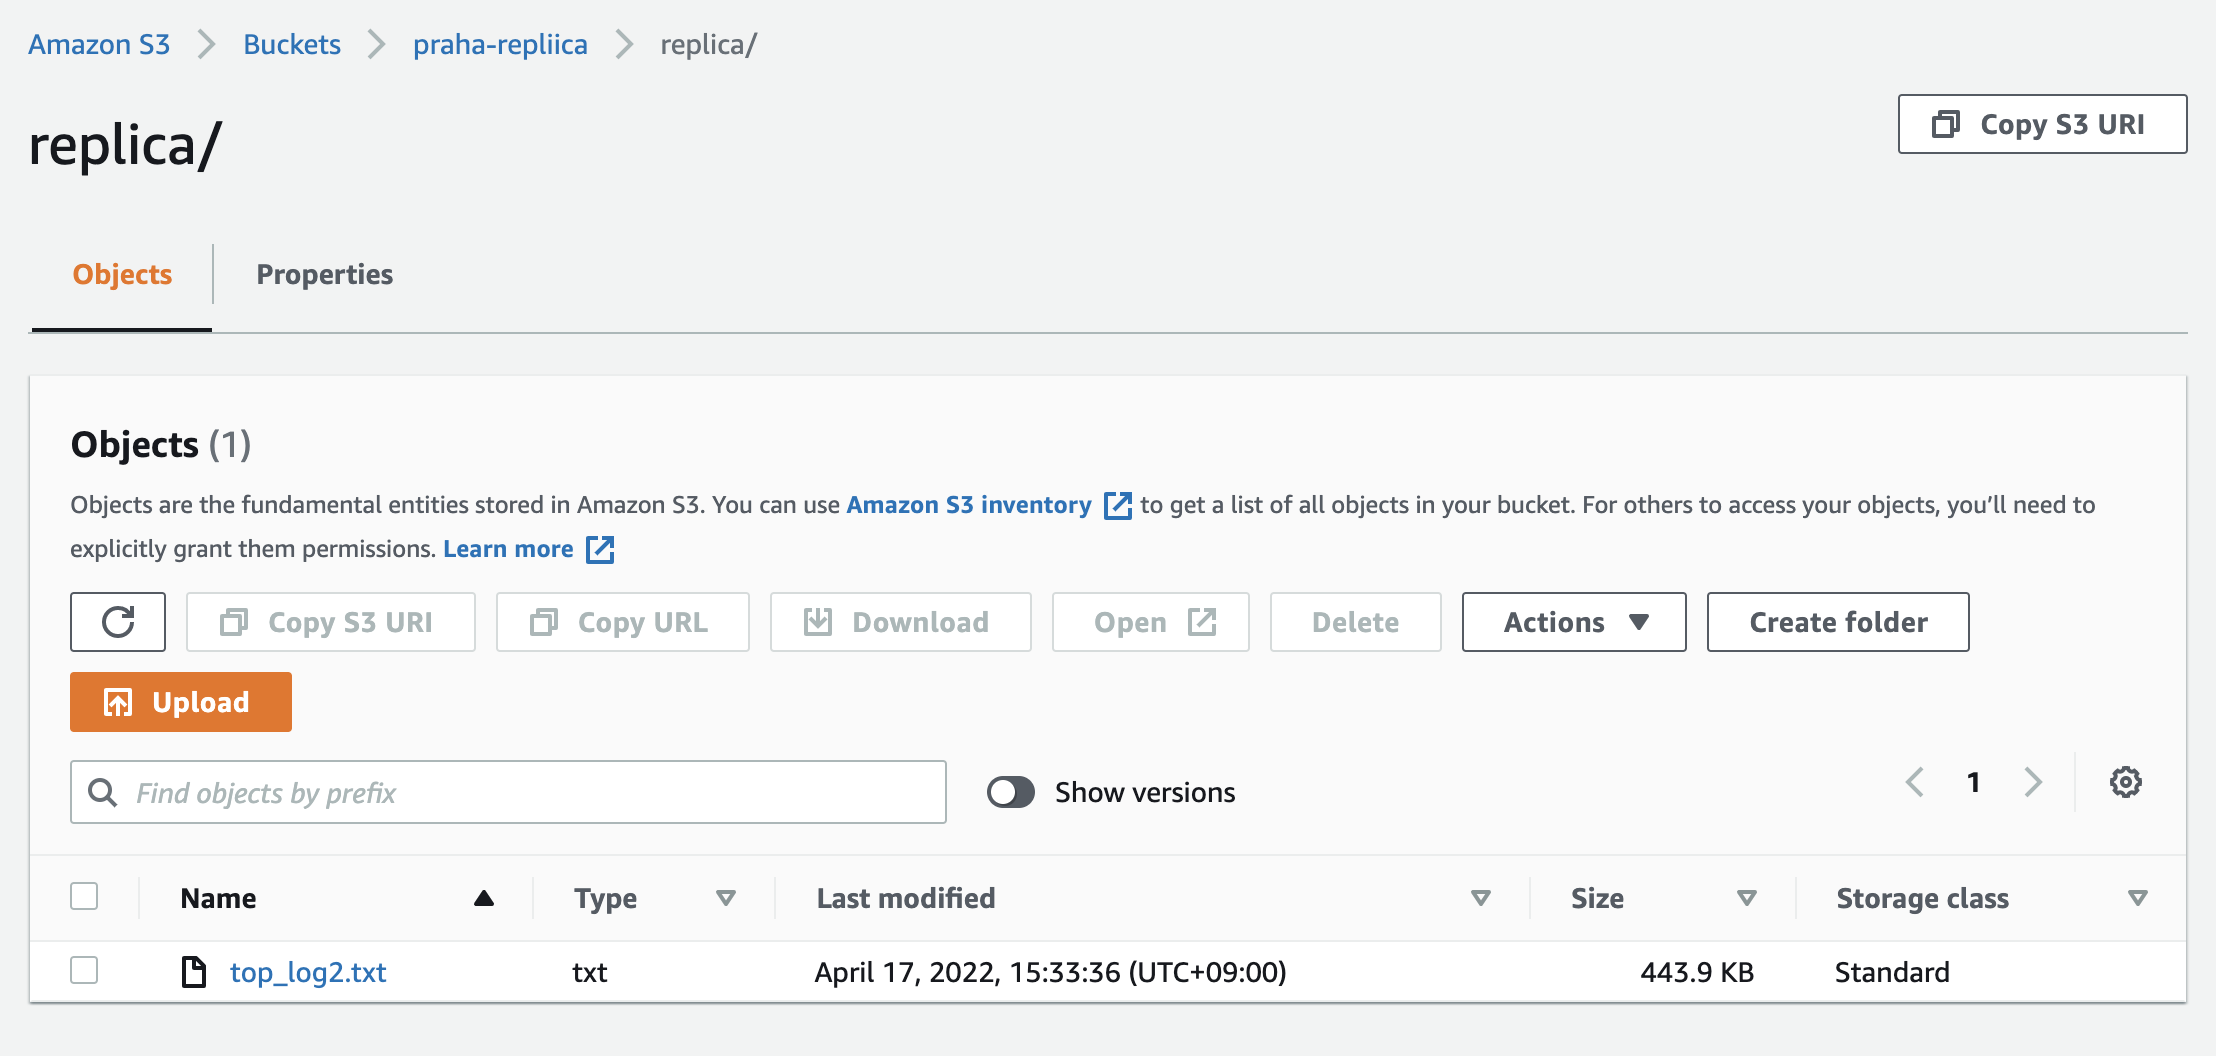 Amazon S3 Buckets praha-repliica replica/
replica/
Copy S3 URI
Objects Properties
Objects (1)
Objects are the fundamental entities stored in Amazon S3. You can use Amazon S3 inventory to get a list of all objects in your bucket. For others to access your objects, you’ll need to
explicitly grant them permissions. Learn more
Copy S3 URI Copy URL Download Open Delete Actions Create folder
Upload
Find objects by prefix Show versions 1
Name Type Last modified Size Storage class
top_log2.txt txt April 17, 2022, 15:33:36 (UTC+09:00) 443.9 KB Standard